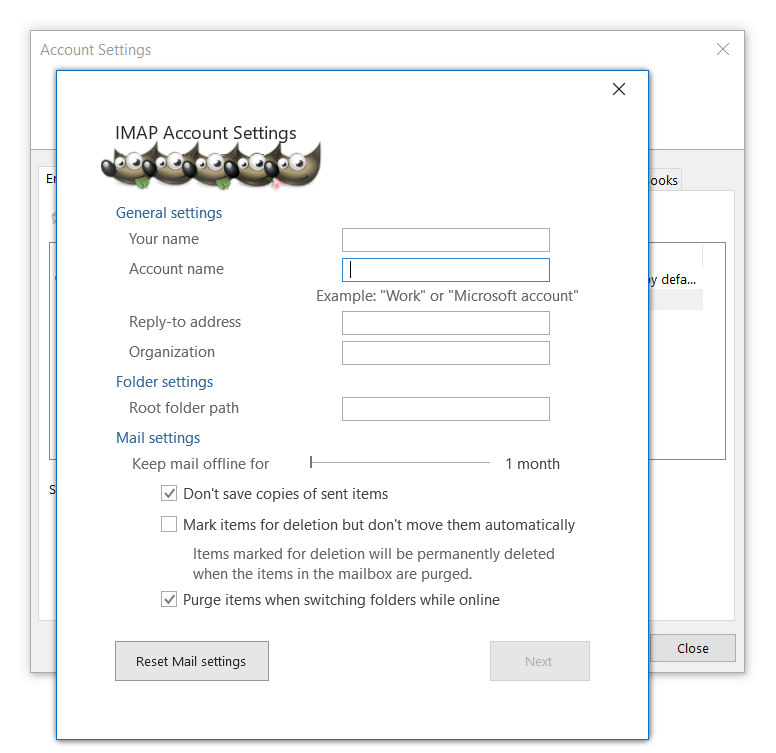 Account Settings
IMAP Account Settings
General settings
Your name
Account name
Example: "Work" or "Microsoft account"
Reply-to address
Organization
Folder settings
Root folder path
Mail settings
Keep mail offline for 1 month
Don't save copies of sent items
Mark items for deletion but don't move them automatically
Items marked for deletion will be permanently deleted
when the items in the mailbox are purged.
Purge items when switching folders while online
Reset Mail settings
Next
Close